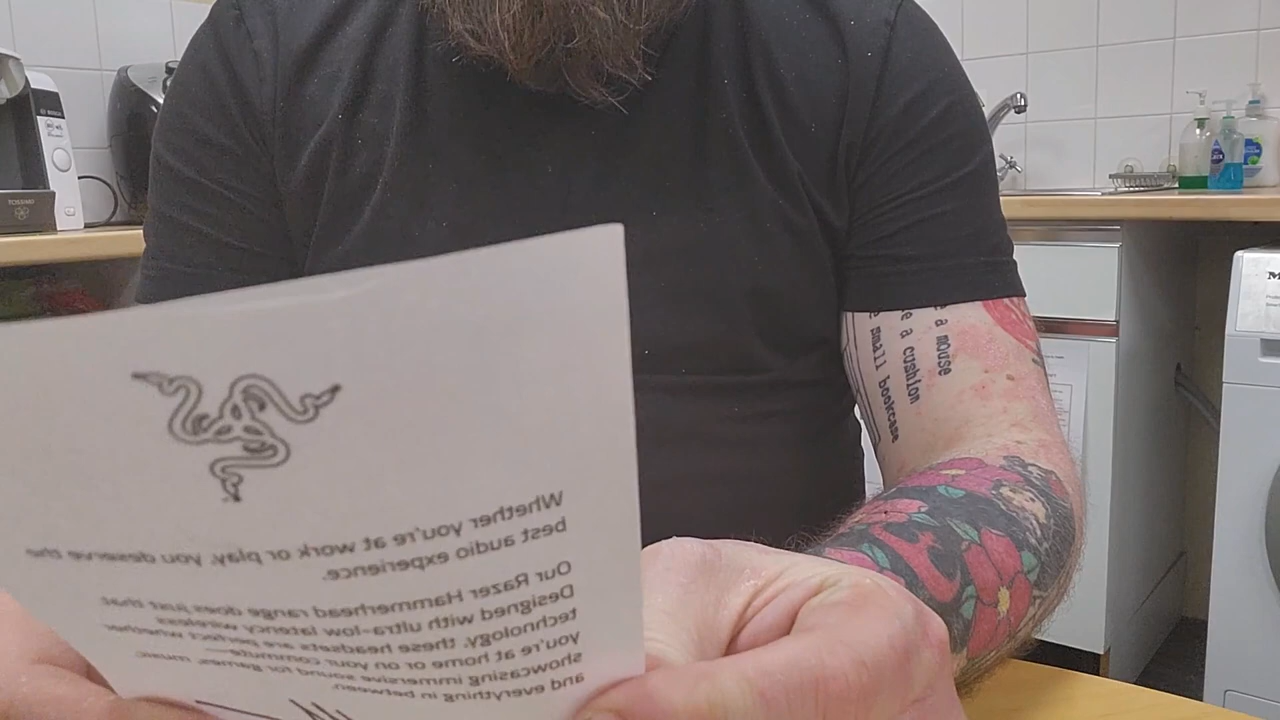 BOSCH
TASSIMO
Whether you're at work or play, you deserve the
best audio experience.
Our Razer Hammerhead range does just that.
Designed with ultra-low latency wireless
technology, these headsets are perfect whether
you're at home or on your commute—
showcasing immersive sound for games, music,
and everything in between.
e a mouse
e a cushion
e small bookcase